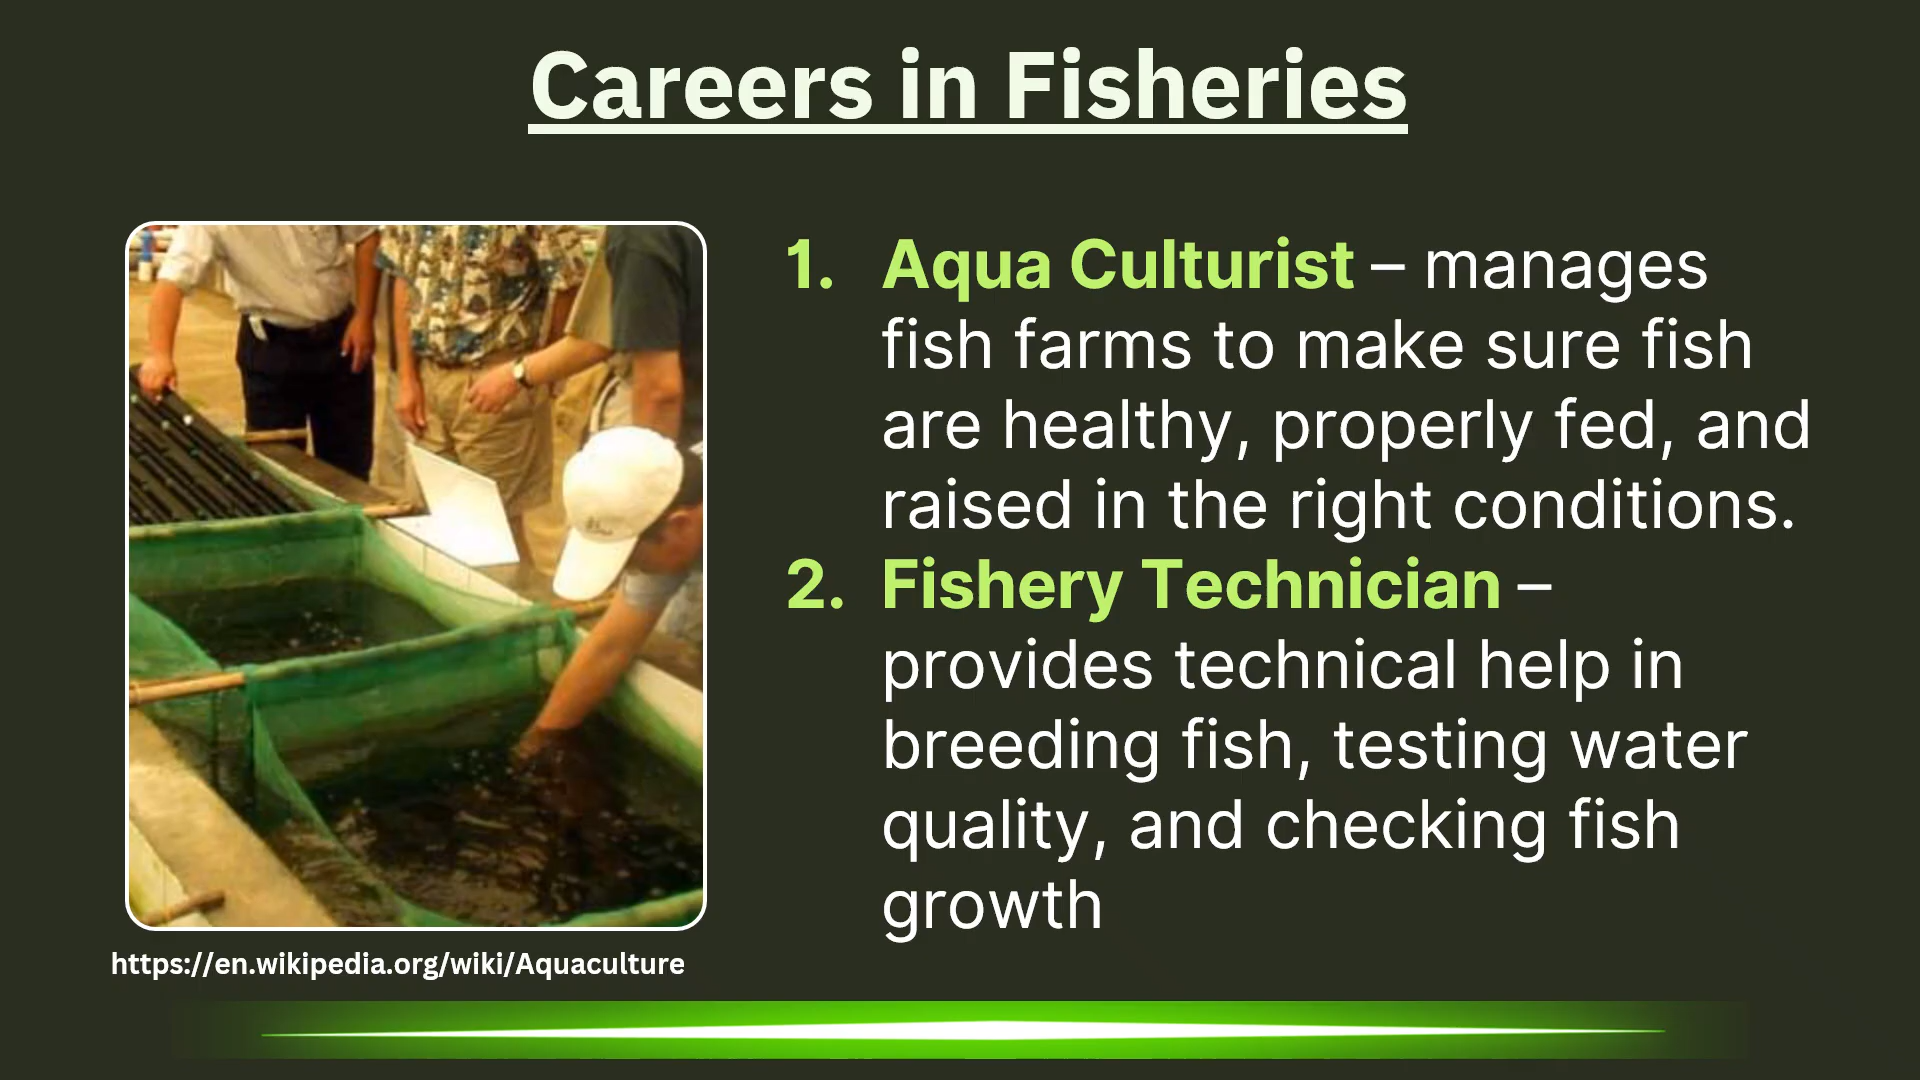 Careers in Fisheries
1. Aqua Culturist – manages
fish farms to make sure fish
are healthy, properly fed, and
raised in the right conditions.
2. Fishery Technician –
provides technical help in
breeding fish, testing water
quality, and checking fish
growth
https://en.wikipedia.org/wiki/Aquaculture